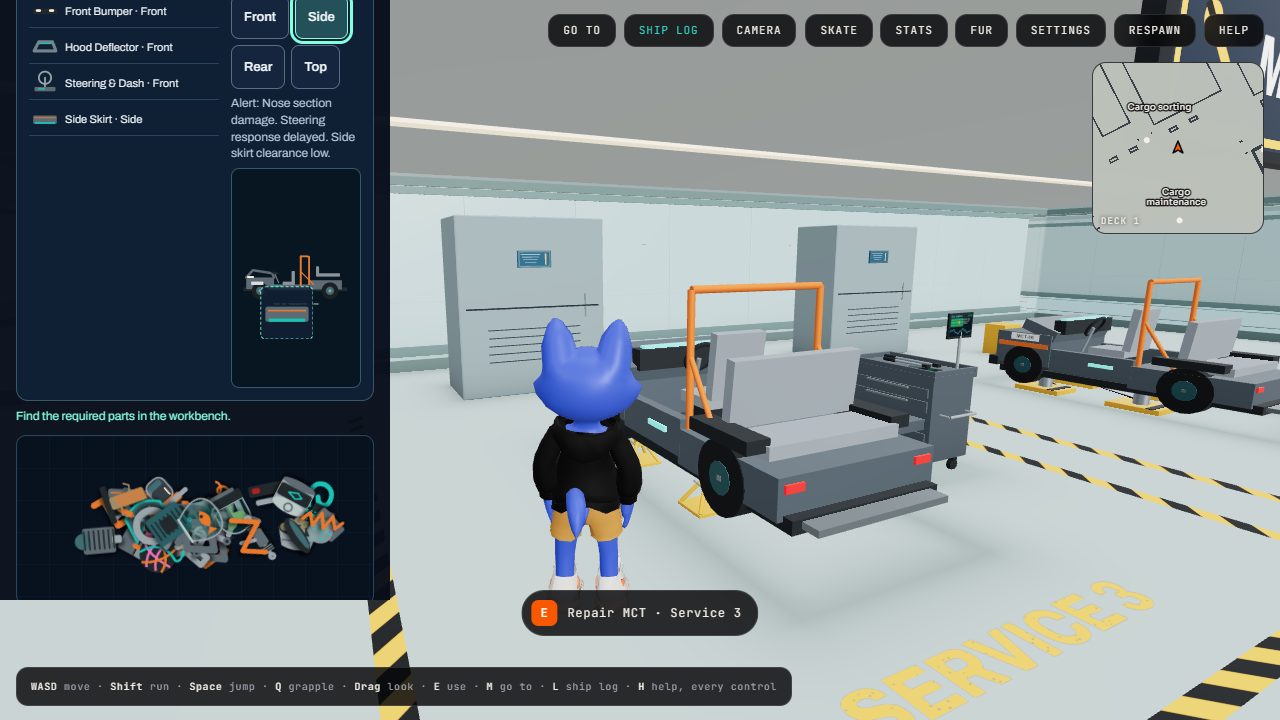 Front Bumper · Front
Hood Deflector · Front
Steering & Dash · Front
Side Skirt · Side
Front
Side
Rear
Top
Alert: Nose section
damage. Steering
response delayed. Side
skirt clearance low.
Find the required parts in the workbench.
GO TO
SHIP LOG
CAMERA
SKATE
STATS
FUR
SETTINGS
RESPAWN
HELP
Cargo sorting
Cargo
maintenance
DECK 1
E Repair MCT · Service 3
SERVICE 3
WASD move · Shift run · Space jump · Q grapple · Drag look · E use · M go to · L ship log · H help, every control